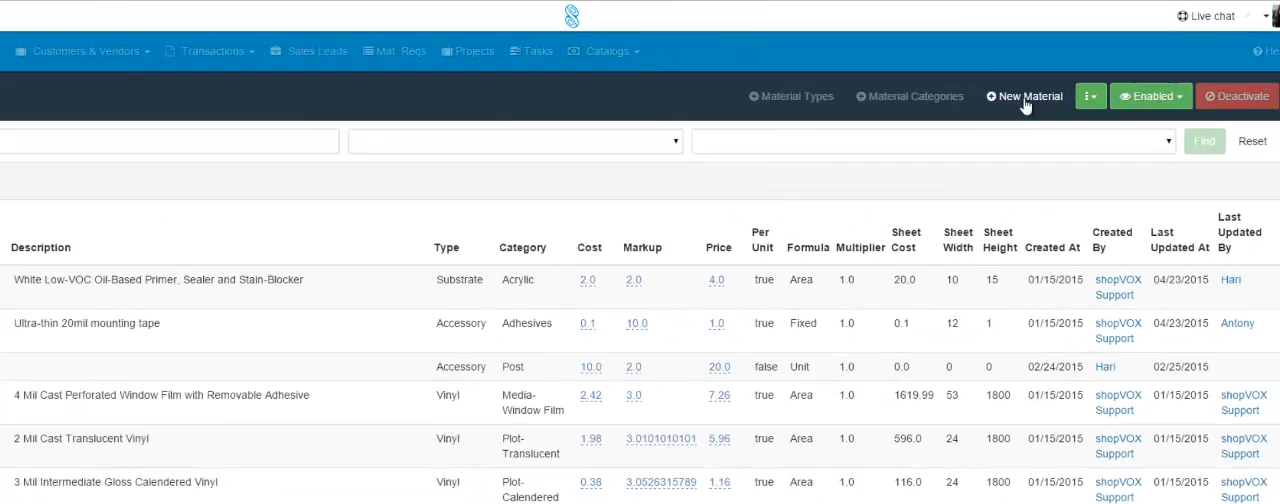 Live chat
Customers & Vendors Transactions Sales Leads Mat. Reqs Projects Tasks Catalogs He
Material Types Material Categories New Material Enabled Deactivate
Find Reset
Description Type Category Cost Markup Price Per Unit Formula Multiplier Sheet Cost Sheet Width Sheet Height Created At Created By Last Updated At Last Updated By
White Low-VOC Oil-Based Primer, Sealer and Stain-Blocker Substrate Acrylic 2.0 2.0 4.0 true Area 1.0 20.0 10 15 01/15/2015 shopVOX Support 04/23/2015 Hari
Ultra-thin 20mil mounting tape Accessory Adhesives 0.1 10.0 1.0 true Fixed 1.0 0.1 12 1 01/15/2015 shopVOX Support 04/23/2015 Antony
Accessory Post 10.0 2.0 20.0 false Unit 1.0 0.0 0 0 02/24/2015 Hari 02/25/2015
4 Mil Cast Perforated Window Film with Removable Adhesive Vinyl Media-Window Film 2.42 3.0 7.26 true Area 1.0 1619.99 53 1800 01/15/2015 shopVOX Support 01/15/2015 shopVOX Support
2 Mil Cast Translucent Vinyl Vinyl Plot-Translucent 1.98 3.0101010101 5.96 true Area 1.0 596.0 24 1800 01/15/2015 shopVOX Support 01/15/2015 shopVOX Support
3 Mil Intermediate Gloss Calendered Vinyl Vinyl Plot-Calendered 0.38 3.0526315789 1.16 true Area 1.0 116.0 24 1800 01/15/2015 shopVOX Support 01/15/2015 shopVOX Support